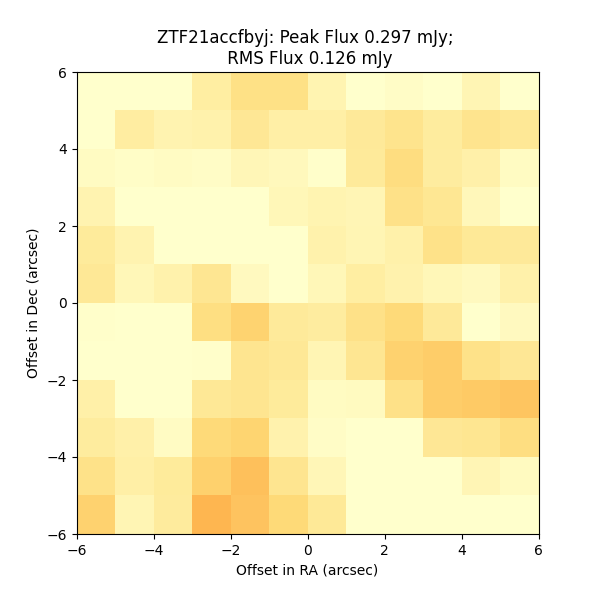 ZTF21accfbyj: Peak Flux 0.297 mJy;
RMS Flux 0.126 mJy
6
4
2
0
−2
−4
−6
Offset in Dec (arcsec)
−6 −4 −2 0 2 4 6
Offset in RA (arcsec)